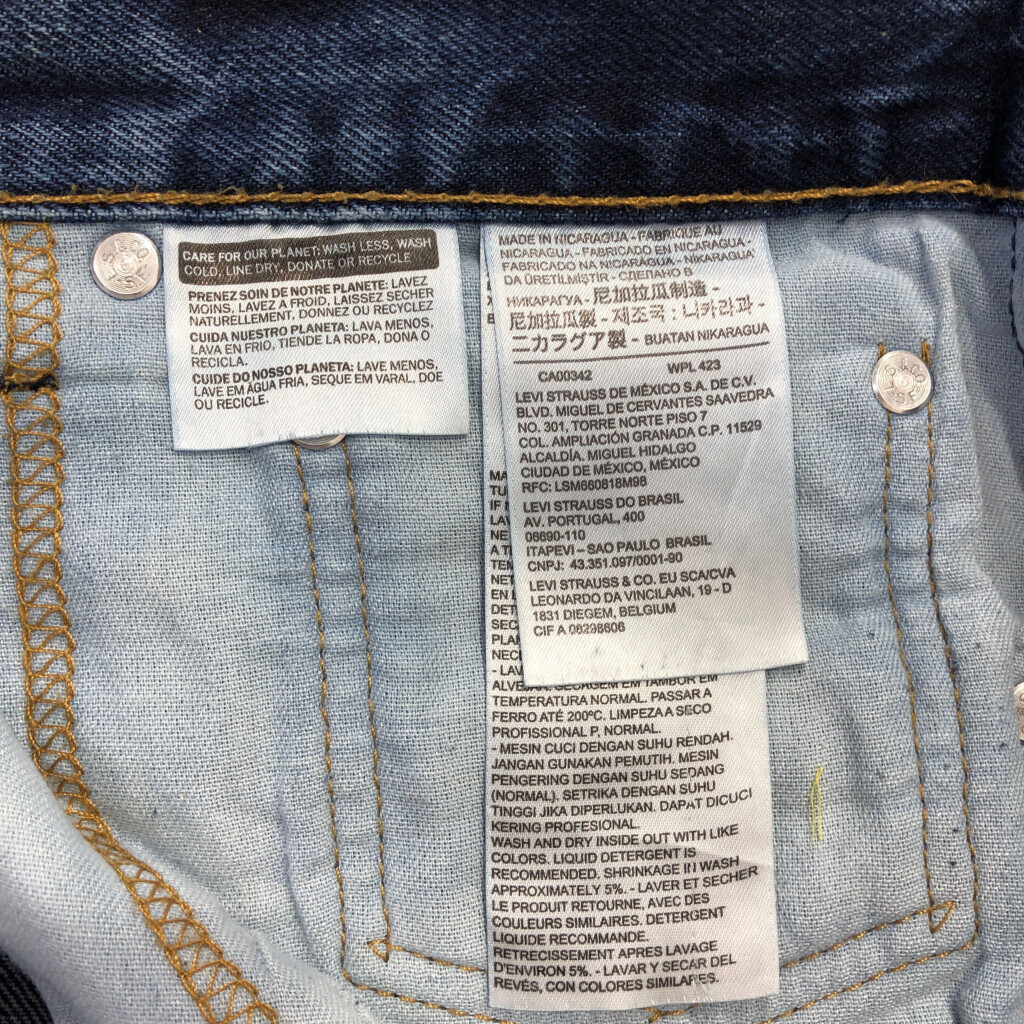 CARE FOR OUR PLANET: WASH LESS, WASH
COLD, LINE DRY, DONATE OR RECYCLE
PRENEZ SOIN DE NOTRE PLANETE: LAVEZ
MOINS, LAVEZ A FROID, LAISSEZ SECHER
NATURELLEMENT, DONNEZ OU RECYCLEZ
CUIDA NUESTRO PLANETA: LAVA MENOS,
LAVA EN FRIO, TIENDE LA ROPA, DONA O
RECICLA.
CUIDE DO NOSSO PLANETA: LAVE MENOS,
LAVE EM ÁGUA FRIA, SEQUE EM VARAL, DOE
OU RECICLE.
MADE IN NICARAGUA - FABRIQUE AU
NICARAGUA - FABRICADO EN NICARAGUA -
FABRICADO NA NICARAGUA - NIKARAGUA'
DA ÜRETILMIŞTIR - СДЕЛАНО В
НИКАРАГУА - 尼加拉瓜制造 -
尼加拉瓜製 - 제조국 : 니카라과 -
ニカラグア製 - BUATAN NIKARAGUA
CA00342 WPL 423
LEVI STRAUSS DE MÉXICO S.A. DE C.V.
BLVD. MIGUEL DE CERVANTES SAAVEDRA
NO. 301, TORRE NORTE PISO 7
COL. AMPLIACIÓN GRANADA C.P. 11529
ALCALDÍA. MIGUEL HIDALGO
CIUDAD DE MÉXICO, MÉXICO
RFC: LSM660818M98
LEVI STRAUSS DO BRASIL
AV. PORTUGAL, 400
06690-110
ITAPEVI – SAO PAULO BRASIL
CNPJ: 43.351.097/0001-90
LEVI STRAUSS & CO. EU SCA/CVA
LEONARDO DA VINCILAAN, 19 - D
1831 DIEGEM, BELGIUM
CIF A 06298606
ALVEJAR. SECAGEM EM TAMBOR EM
TEMPERATURA NORMAL. PASSAR A
FERRO ATÉ 200ºC. LIMPEZA A SECO
PROFISSIONAL P, NORMAL.
- MESIN CUCI DENGAN SUHU RENDAH.
JANGAN GUNAKAN PEMUTIH. MESIN
PENGERING DENGAN SUHU SEDANG
(NORMAL). SETRIKA DENGAN SUHU
TINGGI JIKA DIPERLUKAN. DAPAT DICUCI
KERING PROFESIONAL.
WASH AND DRY INSIDE OUT WITH LIKE
COLORS. LIQUID DETERGENT IS
RECOMMENDED. SHRINKAGE IN WASH
APPROXIMATELY 5%. - LAVER ET SECHER
LE PRODUIT RETOURNE, AVEC DES
COULEURS SIMILAIRES. DETERGENT
LIQUIDE RECOMMANDE.
RETRECISSEMENT APRES LAVAGE
D'ENVIRON 5%. - LAVAR Y SECAR DEL
REVÉS, CON COLORES SIMILARES.